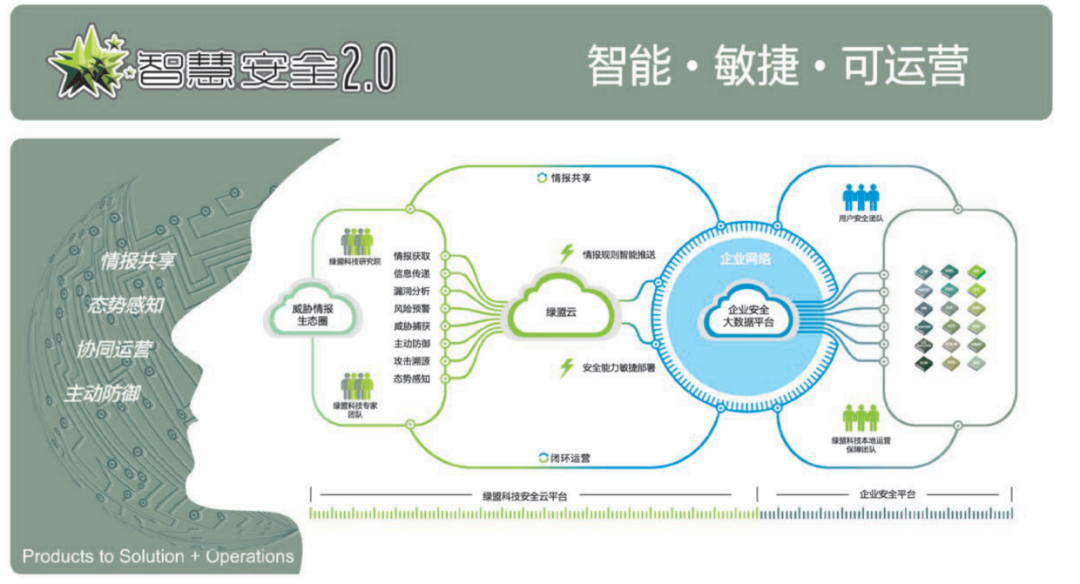 智慧安全2.0
智能·敏捷·可运营
情报共享
态势感知
协同运营
主动防御
Products to Solution + Operations
情报共享
绿盟科技研究院
威胁情报
生态圈
绿盟科技专家
团队
情报获取
信息传递
漏洞分析
风险预警
威胁捕获
主动防御
攻击溯源
态势感知
情报规则智能推送
绿盟云
安全能力敏捷部署
闭环运营
企业网络
企业安全
大数据平台
用户安全团队
绿盟科技本地运营
保障团队
绿盟科技安全云平台
企业安全平台